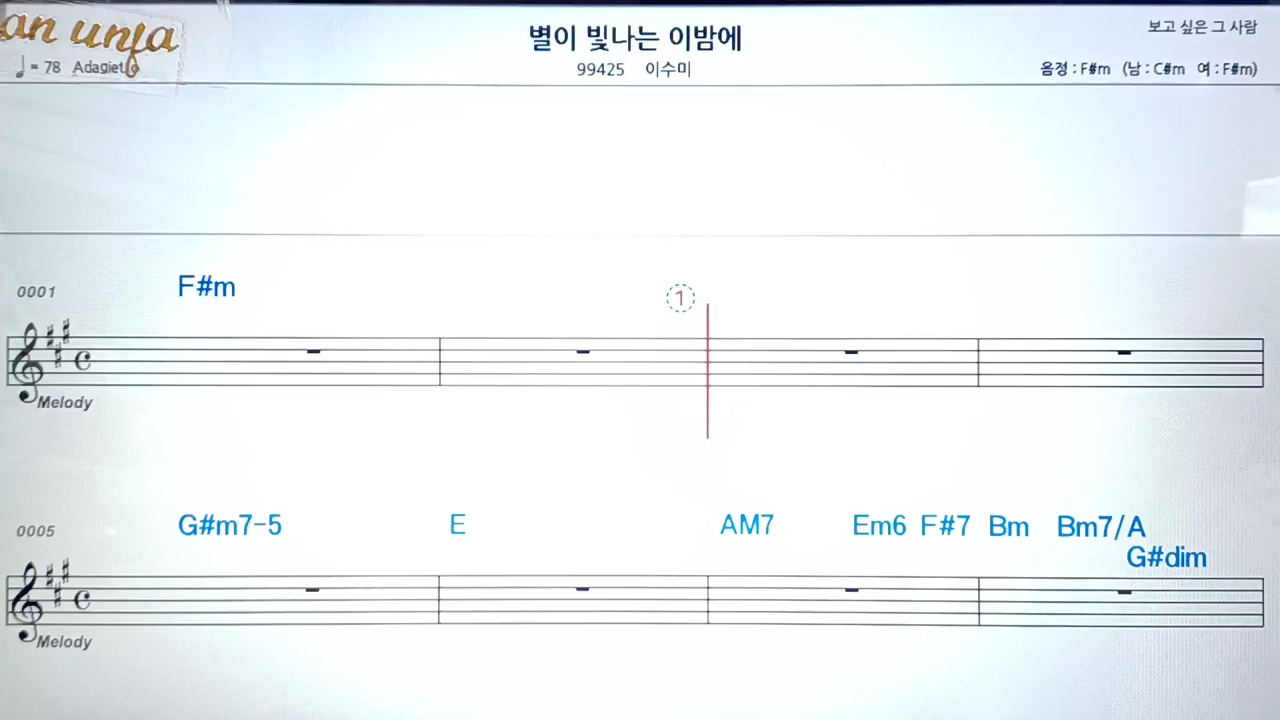 an unja
♩= 78 Adagietto
별이 빛나는 이밤에
99425 이수미
보고 싶은 그 사람
음정 : F#m (남 : C#m 여 : F#m)
0001
F#m
1
Melody
0005
G#m7-5 E AM7 Em6 F#7 Bm Bm7/A
G#dim
Melody